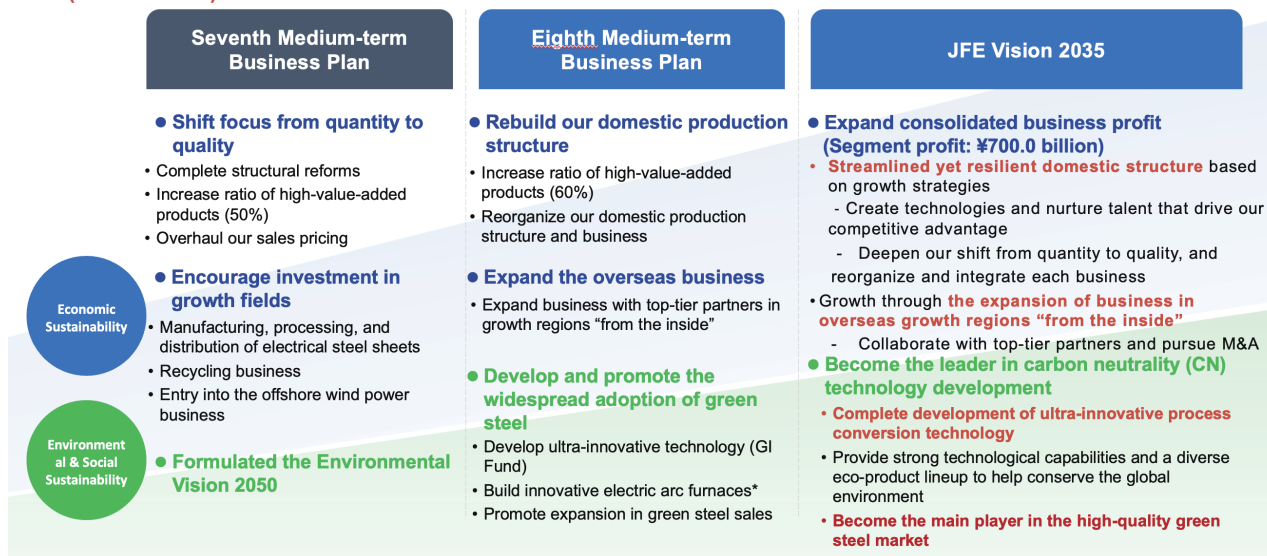 Seventh Medium-term
Business Plan
• Shift focus from quantity to
quality
• Complete structural reforms
• Increase ratio of high-value-added
products (50%)
• Overhaul our sales pricing
• Encourage investment in
growth fields
• Manufacturing, processing, and
distribution of electrical steel sheets
• Recycling business
• Entry into the offshore wind power
business
• Formulated the Environmental
Vision 2050
Eighth Medium-term
Business Plan
• Rebuild our domestic production
structure
• Increase ratio of high-value-added
products (60%)
• Reorganize our domestic production
structure and business
• Expand the overseas business
• Expand business with top-tier partners in
growth regions “from the inside”
• Develop and promote the
widespread adoption of green
steel
• Develop ultra-innovative technology (GI
Fund)
• Build innovative electric arc furnaces*
• Promote expansion in green steel sales
JFE Vision 2035
• Expand consolidated business profit
(Segment profit: ¥700.0 billion)
• Streamlined yet resilient domestic structure based
on growth strategies
- Create technologies and nurture talent that drive our
competitive advantage
- Deepen our shift from quantity to quality, and
reorganize and integrate each business
• Growth through the expansion of business in
overseas growth regions “from the inside”
- Collaborate with top-tier partners and pursue M&A
• Become the leader in carbon neutrality (CN)
technology development
• Complete development of ultra-innovative process
conversion technology
• Provide strong technological capabilities and a diverse
eco-product lineup to help conserve the global
environment
• Become the main player in the high-quality green
steel market
Economic
Sustainability
Environment
al & Social
Sustainability